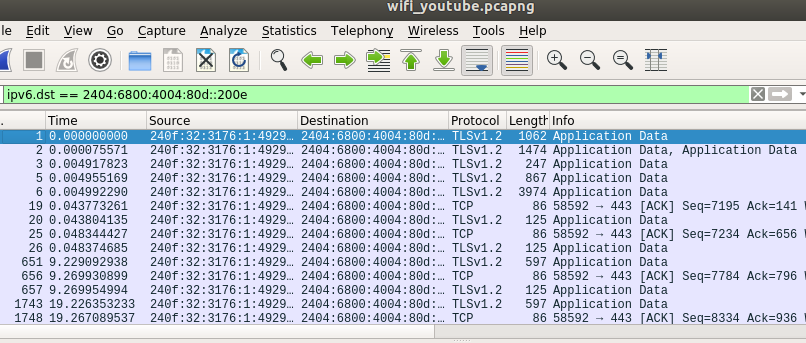 wifi_youtube.pcapng
le Edit View Go Capture Analyze Statistics Telephony Wireless Tools Help
ipv6.dst == 2404:6800:4004:80d::200e
. Time Source Destination Protocol Length Info
1 0.000000000 240f:32:3176:1:4929… 2404:6800:4004:80d:… TLSv1.2 1062 Application Data
2 0.000075571 240f:32:3176:1:4929… 2404:6800:4004:80d:… TLSv1.2 1474 Application Data, Application Data
3 0.004917823 240f:32:3176:1:4929… 2404:6800:4004:80d:… TLSv1.2 247 Application Data
5 0.004955169 240f:32:3176:1:4929… 2404:6800:4004:80d:… TLSv1.2 867 Application Data
6 0.004992290 240f:32:3176:1:4929… 2404:6800:4004:80d:… TLSv1.2 3974 Application Data
19 0.043773261 240f:32:3176:1:4929… 2404:6800:4004:80d:… TCP 86 58592 → 443 [ACK] Seq=7195 Ack=141 W
20 0.043804135 240f:32:3176:1:4929… 2404:6800:4004:80d:… TLSv1.2 125 Application Data
25 0.048344427 240f:32:3176:1:4929… 2404:6800:4004:80d:… TCP 86 58592 → 443 [ACK] Seq=7234 Ack=656 W
26 0.048374685 240f:32:3176:1:4929… 2404:6800:4004:80d:… TLSv1.2 125 Application Data
651 9.229092938 240f:32:3176:1:4929… 2404:6800:4004:80d:… TLSv1.2 597 Application Data
656 9.269930899 240f:32:3176:1:4929… 2404:6800:4004:80d:… TCP 86 58592 → 443 [ACK] Seq=7784 Ack=796 W
657 9.269954994 240f:32:3176:1:4929… 2404:6800:4004:80d:… TLSv1.2 125 Application Data
1743 19.226353233 240f:32:3176:1:4929… 2404:6800:4004:80d:… TLSv1.2 597 Application Data
1748 19.267089537 240f:32:3176:1:4929… 2404:6800:4004:80d:… TCP 86 58592 → 443 [ACK] Seq=8334 Ack=936 W